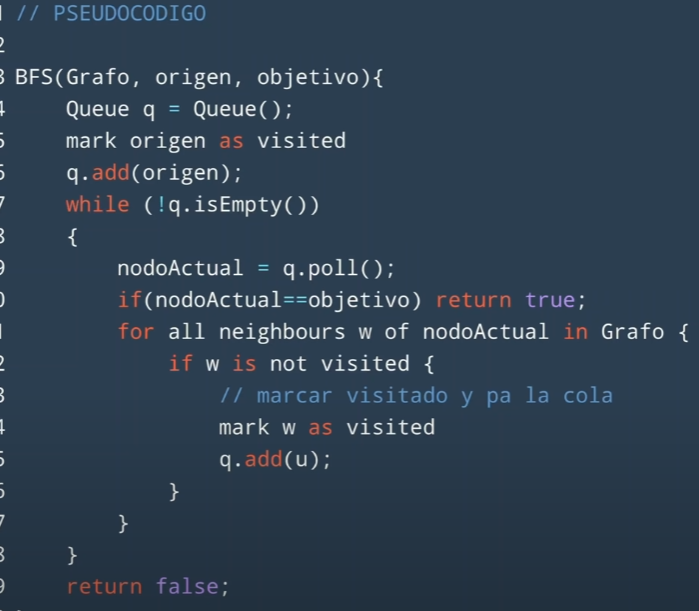 // PSEUDOCODIGO
2
3 BFS(Grafo, origen, objetivo){
4 Queue q = Queue();
5 mark origen as visited
6 q.add(origen);
7 while (!q.isEmpty())
8 {
9 nodoActual = q.poll();
0 if(nodoActual==objetivo) return true;
1 for all neighbours w of nodoActual in Grafo {
2 if w is not visited {
3 // marcar visitado y pa la cola
4 mark w as visited
5 q.add(u);
6 }
7 }
8 }
9 return false;